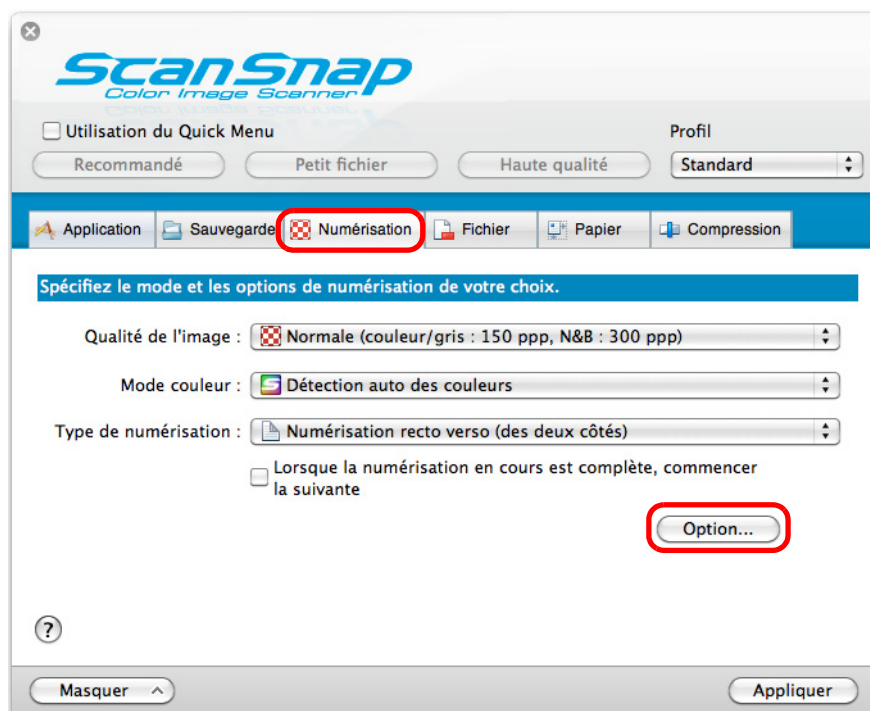 ScanSnap
Color Image Scanner
Utilisation du Quick Menu
Profil
Recommandé
Petit fichier
Haute qualité
Standard
Application
Sauvegarde
Numérisation
Fichier
Papier
Compression
Spécifiez le mode et les options de numérisation de votre choix.
Qualité de l'image :
Normale (couleur/gris : 150 ppp, N&B : 300 ppp)
Mode couleur :
Détection auto des couleurs
Type de numérisation :
Numérisation recto verso (des deux côtés)
Lorsque la numérisation en cours est complète, commencer
la suivante
Option...
?
Masquer
Appliquer